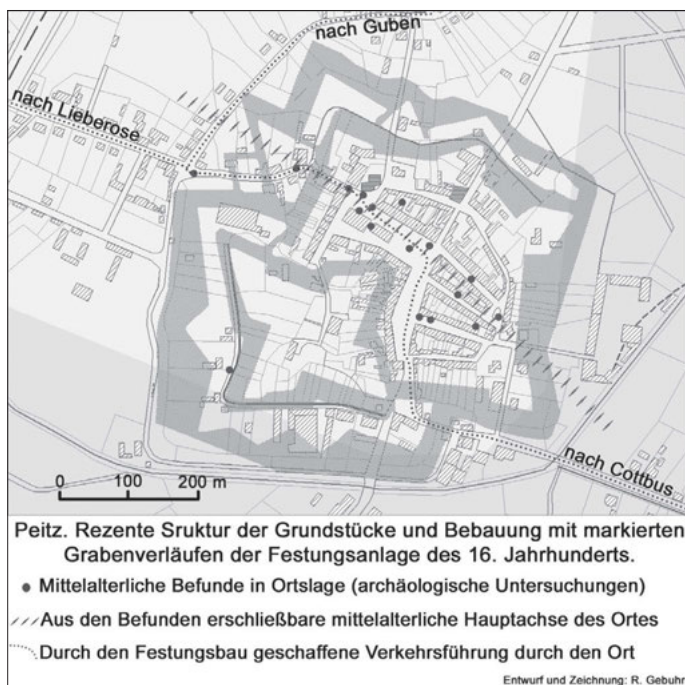 nach Guben
nach Lieberose
nach Cottbus
0 100 200 m
Peitz. Rezente Sruktur der Grundstücke und Bebauung mit markierten
Grabenverläufen der Festungsanlage des 16. Jahrhunderts.
Mittelalterliche Befunde in Ortslage (archäologische Untersuchungen)
Aus den Befunden erschließbare mittelalterliche Hauptachse des Ortes
Durch den Festungsbau geschaffene Verkehrsführung durch den Ort
Entwurf und Zeichnung: R. Gebuhr